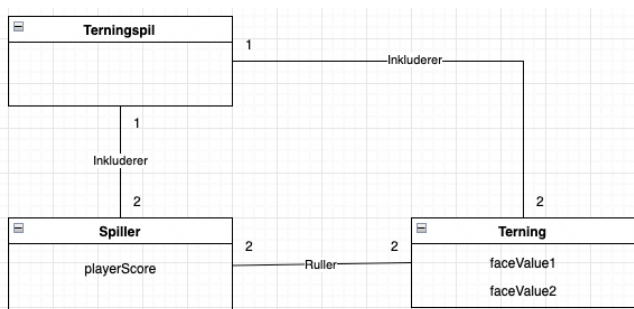 Terningspil
1
Inkluderer
1
Inkluderer
2
2
Spiller
Terning
2
2
playerScore
Ruller
faceValue1
faceValue2